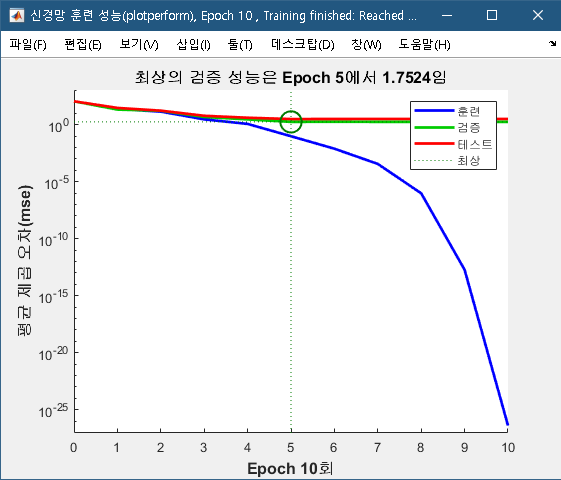 신경망 훈련 성능(plotperform), Epoch 10 , Training finished: Reached ...
파일(F) 편집(E) 보기(V) 삽입(I) 툴(T) 데스크탑(D) 창(W) 도움말(H)
최상의 검증 성능은 Epoch 5에서 1.7524임
훈련
검증
테스트
최상
10^0
10^-5
10^-10
10^-15
10^-20
10^-25
평균 제곱 오차(mse)
0 1 2 3 4 5 6 7 8 9 10
Epoch 10회